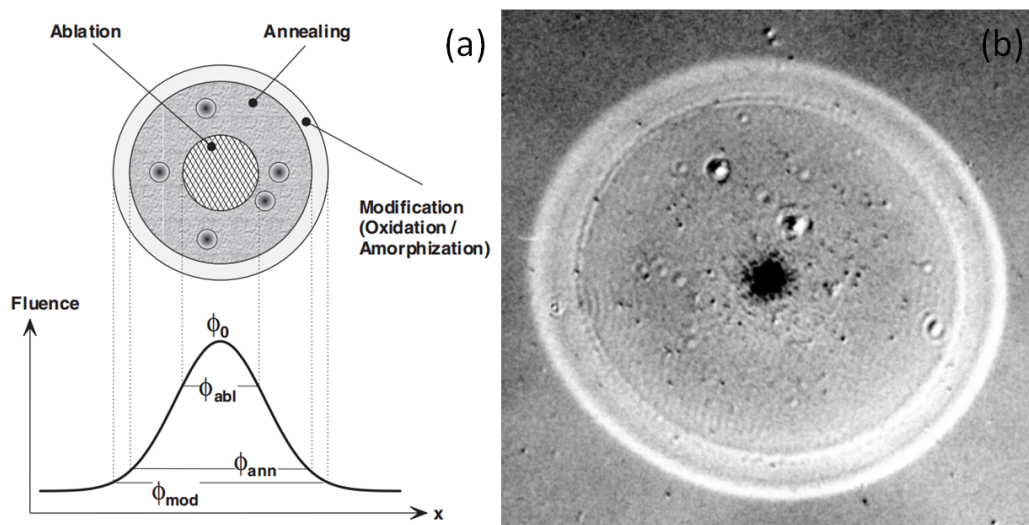 Ablation
Annealing
(a)
(b)
Modification
(Oxidation /
Amorphization)
Fluence
ϕ0
ϕabl
ϕann
ϕmod
x